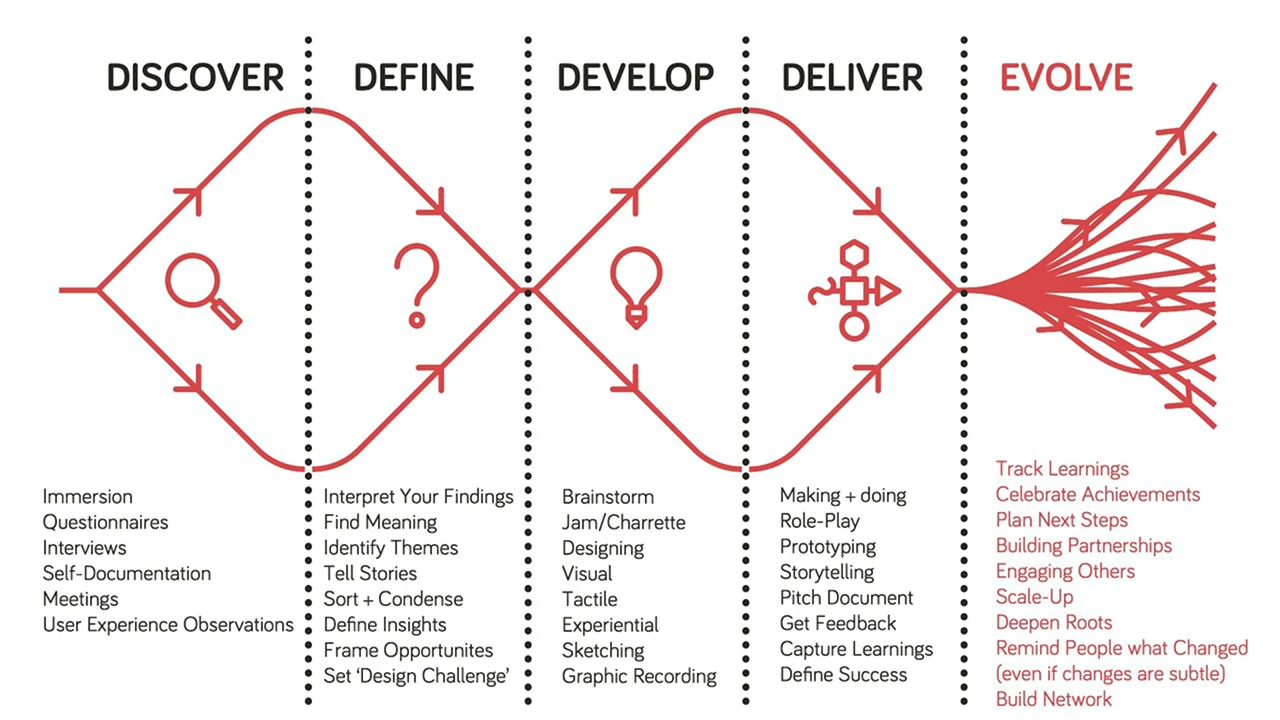 DISCOVER
DEFINE
DEVELOP
DELIVER
EVOLVE
Immersion
Questionnaires
Interviews
Self-Documentation
Meetings
User Experience Observations
Interpret Your Findings
Find Meaning
Identify Themes
Tell Stories
Sort + Condense
Define Insights
Frame Opportunites
Set ‘Design Challenge’
Brainstorm
Jam/Charrette
Designing
Visual
Tactile
Experiential
Sketching
Graphic Recording
Making + doing
Role-Play
Prototyping
Storytelling
Pitch Document
Get Feedback
Capture Learnings
Define Success
Track Learnings
Celebrate Achievements
Plan Next Steps
Building Partnerships
Engaging Others
Scale-Up
Deepen Roots
Remind People what Changed
(even if changes are subtle)
Build Network